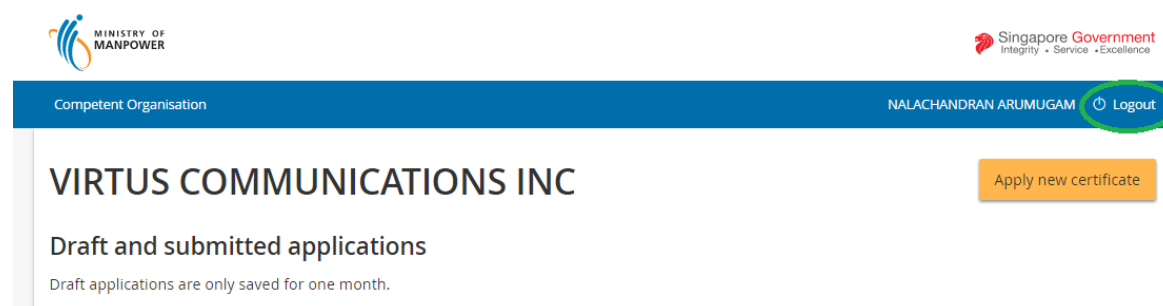 MINISTRY OF
MANPOWER
Singapore Government
Integrity • Service • Excellence
Competent Organisation
NALACHANDRAN ARUMUGAM
Logout
VIRTUS COMMUNICATIONS INC
Apply new certificate
Draft and submitted applications
Draft applications are only saved for one month.